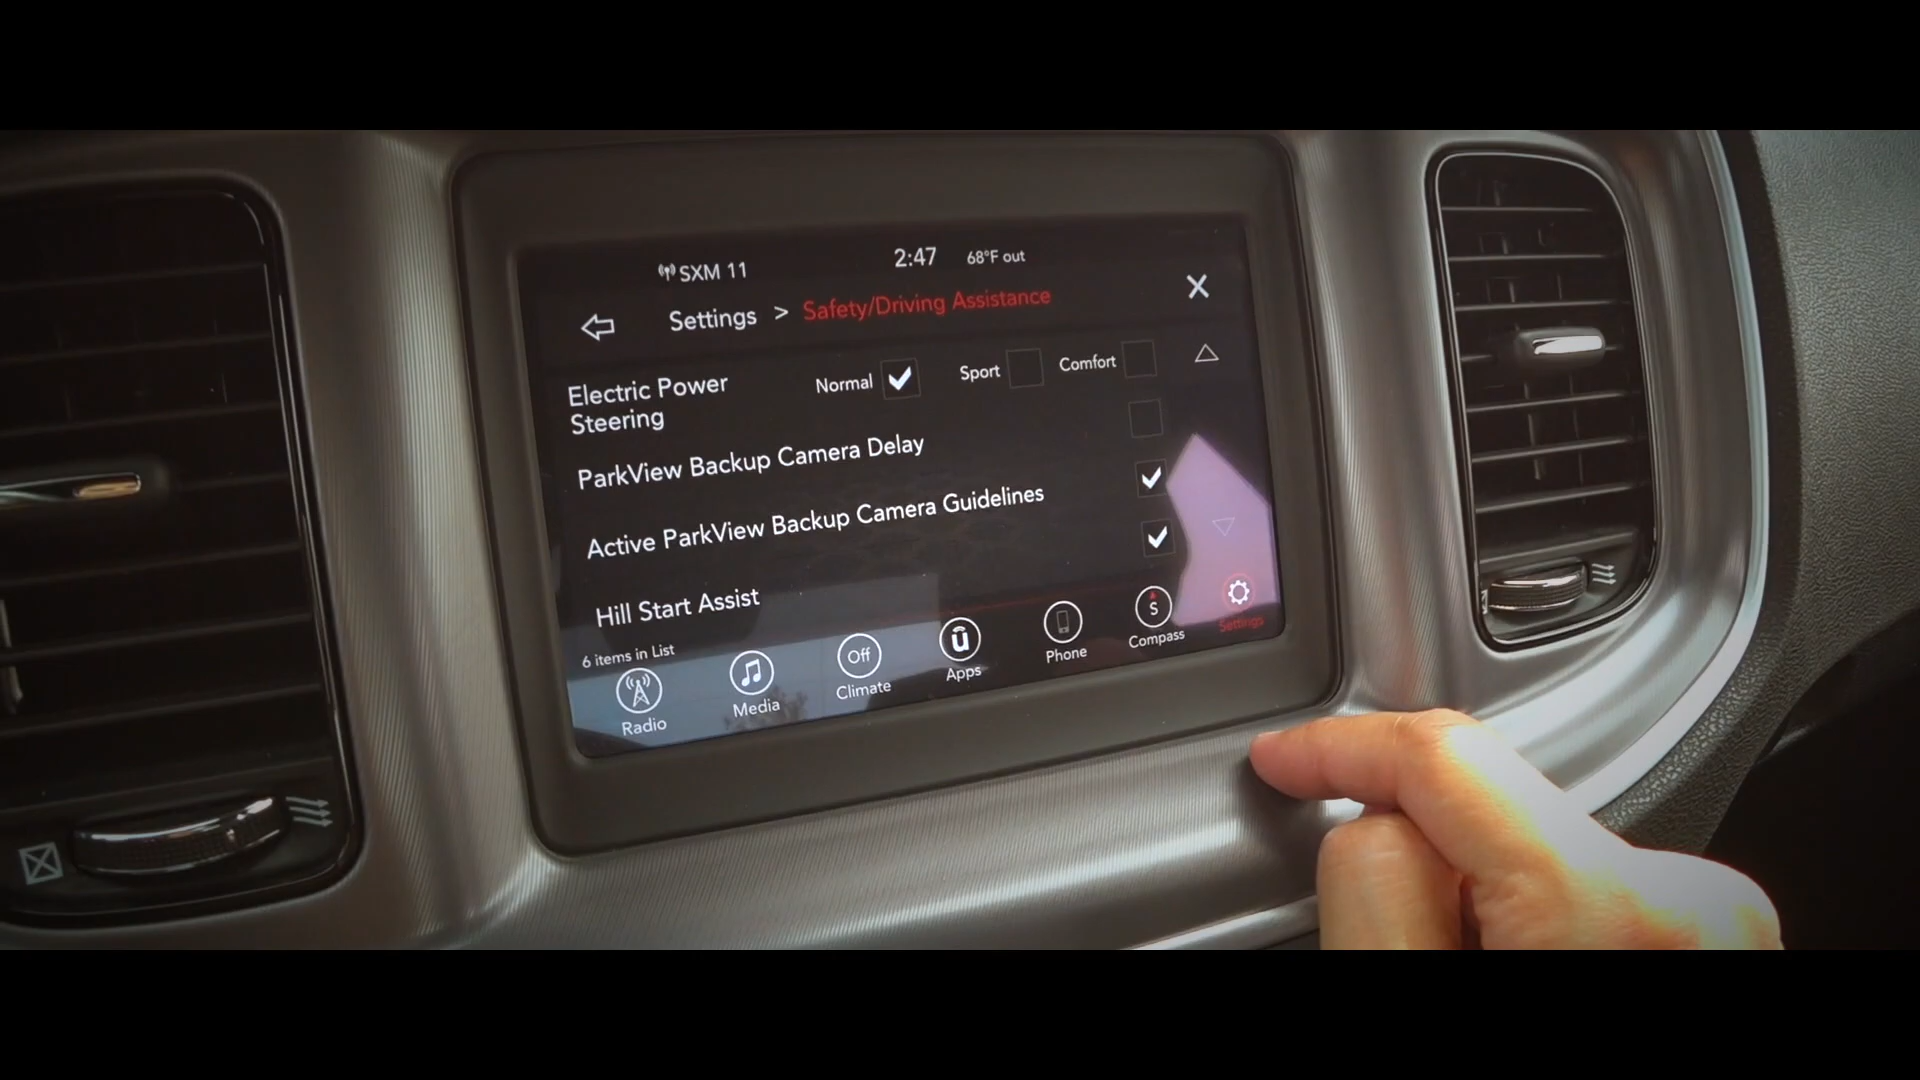 SXM 11
2:47
68°F out
Settings > Safety/Driving Assistance
Electric Power
Steering
Normal
Sport
Comfort
ParkView Backup Camera Delay
Active ParkView Backup Camera Guidelines
Hill Start Assist
6 items in List
Off
S
Radio
Media
Climate
Apps
Phone
Compass
Settings